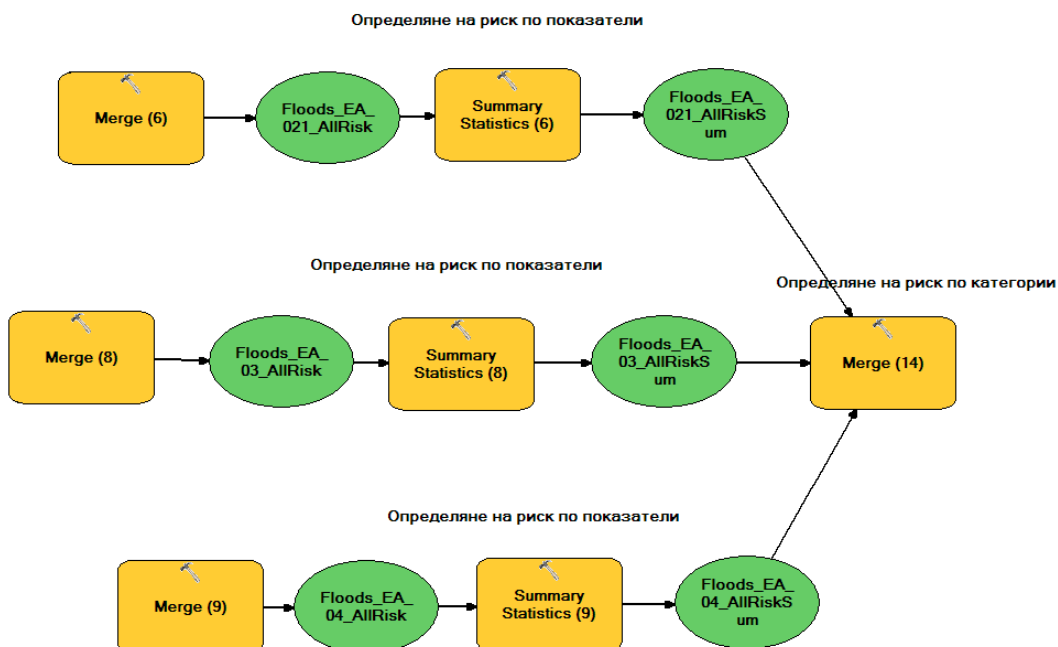 Определяне на риск по показатели
Merge (6)
Floods_EA_
021_AllRisk
Summary
Statistics (6)
Floods_EA_
021_AllRiskS
um
Определяне на риск по показатели
Определяне на риск по категории
Merge (8)
Floods_EA_
03_AllRisk
Summary
Statistics (8)
Floods_EA_
03_AllRiskS
um
Merge (14)
Определяне на риск по показатели
Merge (9)
Floods_EA_
04_AllRisk
Summary
Statistics (9)
Floods_EA_
04_AllRiskS
um